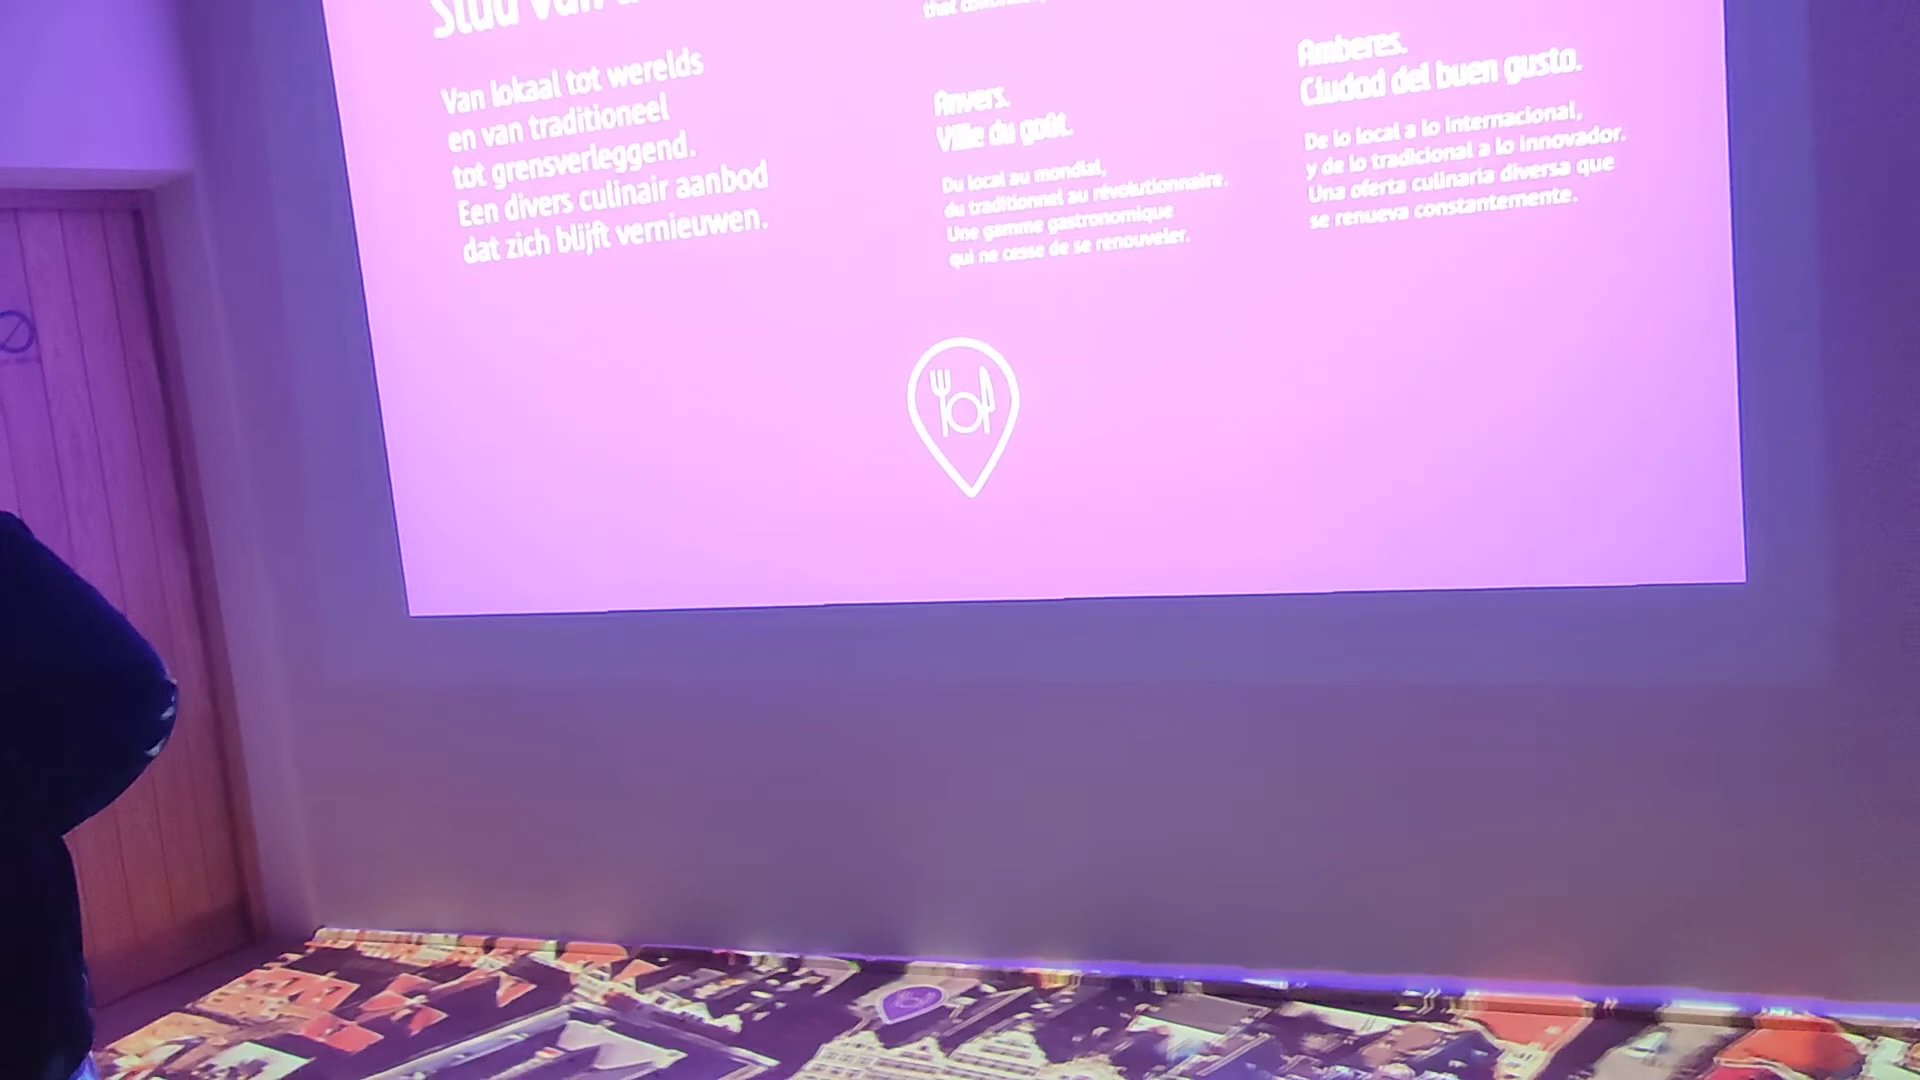 Stad van
Van lokaal tot werelds
en van traditioneel
tot grensverleggend.
Een divers culinair aanbod
dat zich blijft vernieuwen.
that
Anvers.
Ville du goût.
Du local au mondial,
du traditionnel au révolutionnaire.
Une gamme gastronomique
qui ne cesse de se renouveler.
Amberes.
Ciudad del buen gusto.
De lo local a lo internacional,
y de lo tradicional a lo innovador.
Una oferta culinaria diversa que
se renueva constantemente.